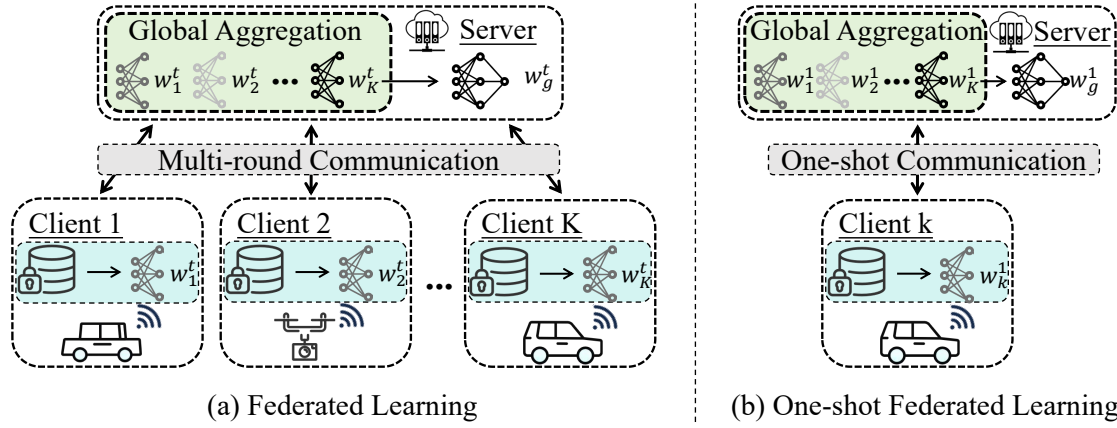 Global Aggregation
Server
w_1^t w_2^t ••• w_K^t w_g^t
Multi-round Communication
Client 1
w_1^t
Client 2
w_2^t
•••
Client K
w_K^t
(a) Federated Learning
Global Aggregation
Server
w_1^1 w_2^1 ••• w_K^1 w_g^1
One-shot Communication
Client k
w_k^1
(b) One-shot Federated Learning